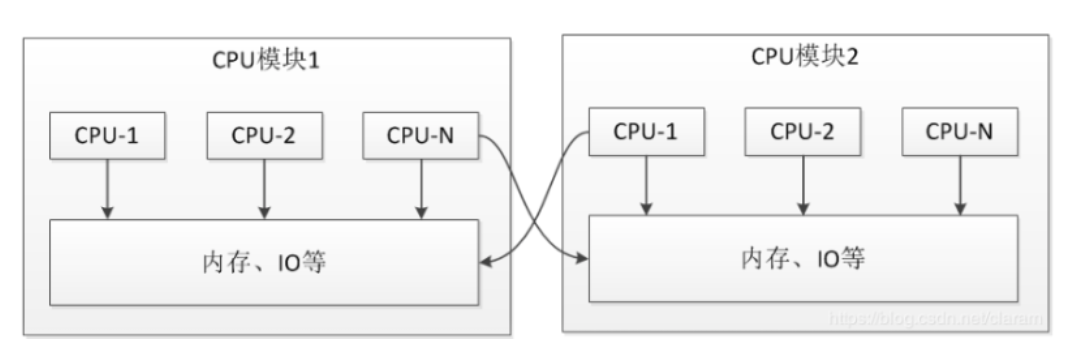 CPU模块1
CPU-1
CPU-2
CPU-N
内存、IO等
CPU模块2
CPU-1
CPU-2
CPU-N
内存、IO等
https://blog.csdn.net/claram